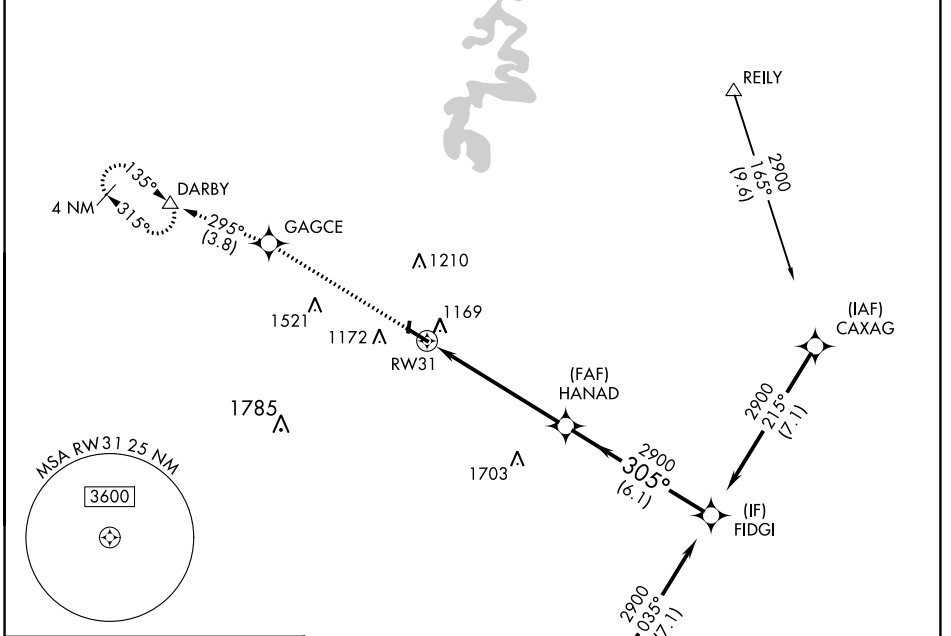 REILY
2900
165°
(9.6)
135°
DARBY
4 NM
315°
295°
(3.8)
GAGCE
1210
1521
1169
1172
RW31
(IAF)
CAXAG
(FAF)
HANAD
2900
215°
(7.1)
1785
1703
2900
305°
(6.1)
(IF)
FIDGI
MSA RW31 25 NM
3600
2900
035°